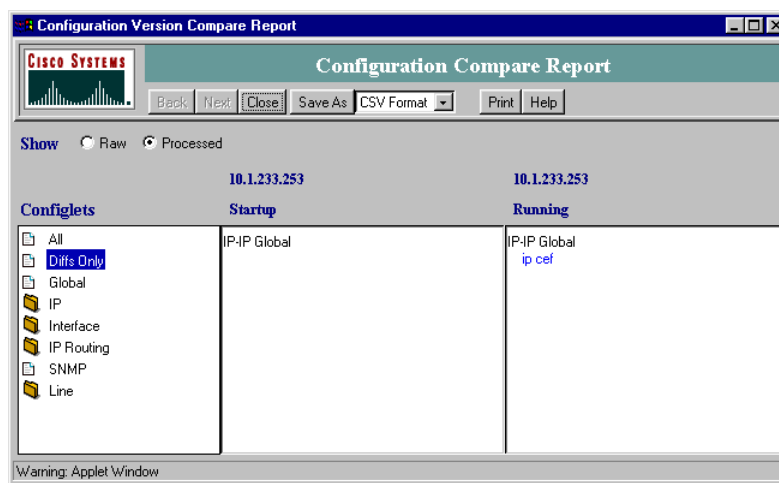 Configuration Version Compare Report
CISCO SYSTEMS
Configuration Compare Report
Back Next Close Save As CSV Format Print Help
Show Raw Processed
10.1.233.253 10.1.233.253
Configlets Startup Running
All
Diffs Only
Global
IP
Interface
IP Routing
SNMP
Line
IP-IP Global
IP-IP Global
ip cef
Warning: Applet Window